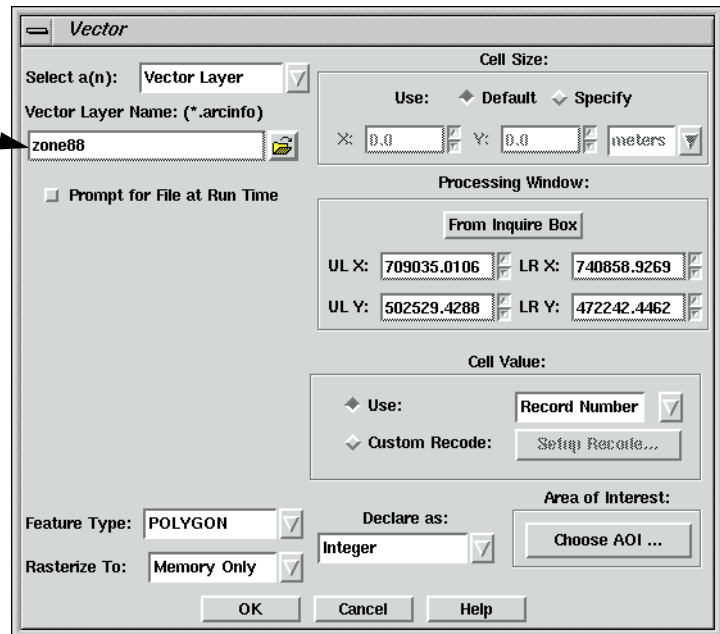 Vector
Select a(n): Vector Layer
Vector Layer Name: (*.arcinfo)
zone88
Prompt for File at Run Time
Cell Size:
Use: Default Specify
X: 0.0 Y: 0.0 meters
Processing Window:
From Inquire Box
UL X: 709035.0106 LR X: 740858.9269
UL Y: 502529.4288 LR Y: 472242.4462
Cell Value:
Use: Record Number
Custom Recode: Setup Recode...
Feature Type: POLYGON
Rasterize To: Memory Only
Declare as:
Integer
Area of Interest:
Choose AOI ...
OK Cancel Help